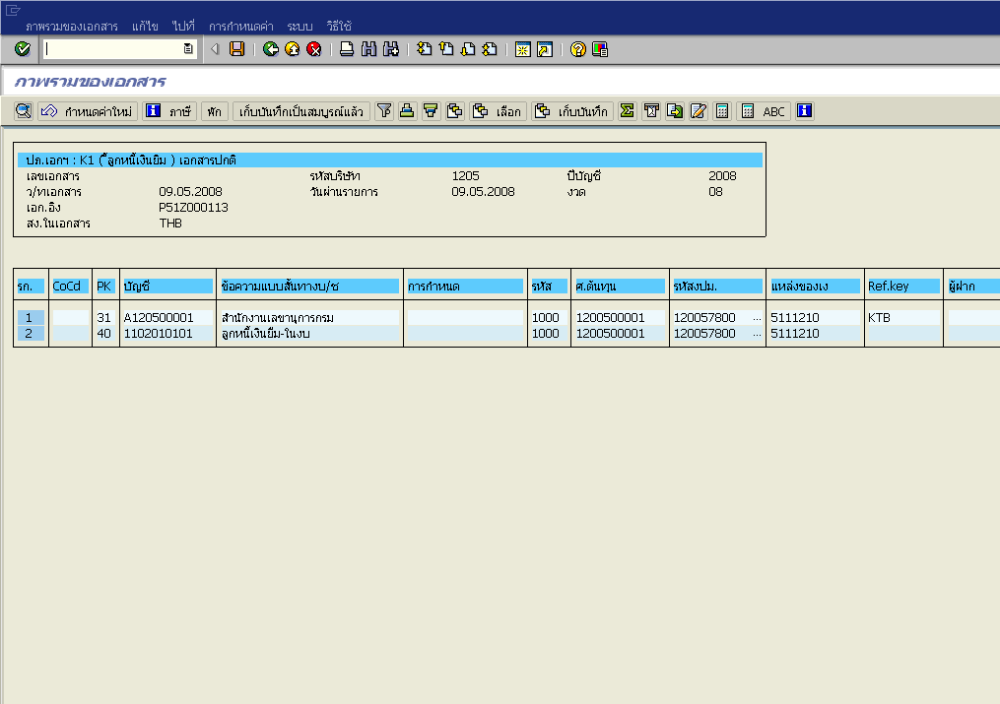 ภาพรวมของเอกสาร แก้ไข ไปที่ การกำหนดค่า ระบบ วิธีใช้
ภาพรวมของเอกสาร
กำหนดค่าใหม่ ภาษี พัก เก็บบันทึกเป็นสมบูรณ์แล้ว เลือก เก็บบันทึก ABC
ปภ.เอกฯ : K1 ( ลูกหนี้เงินยืม ) เอกสารปกติ
เลขเอกสาร รหัสบริษัท 1205 ปีบัญชี 2008
ว/ทเอกสาร 09.05.2008 วันผ่านรายการ 09.05.2008 งวด 08
เอก.อิง P51Z000113
สง.ในเอกสาร THB
รก. CoCd PK บัญชี ข้อความแบบสั้นทางบ/ช การกำหนด รหัส ศ.ต้นทุน รหัสงปม. แหล่งของเง Ref.key ผู้ฝาก
1 31 A120500001 สำนักงานเลขานุการกรม 1000 1200500001 120057800 ... 5111210 KTB
2 40 1102010101 ลูกหนี้เงินยืม-ในงบ 1000 1200500001 120057800 ... 5111210